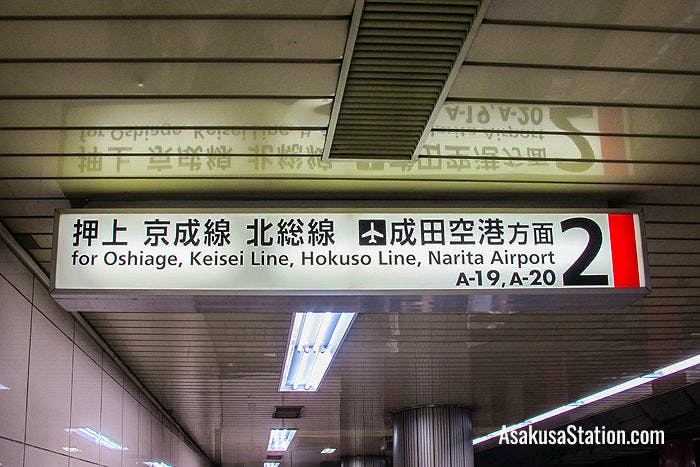 押上 京成線 北総線 成田空港方面 2
for Oshiage, Keisei Line, Hokuso Line, Narita Airport
A-19, A-20
AsakusaStation.com